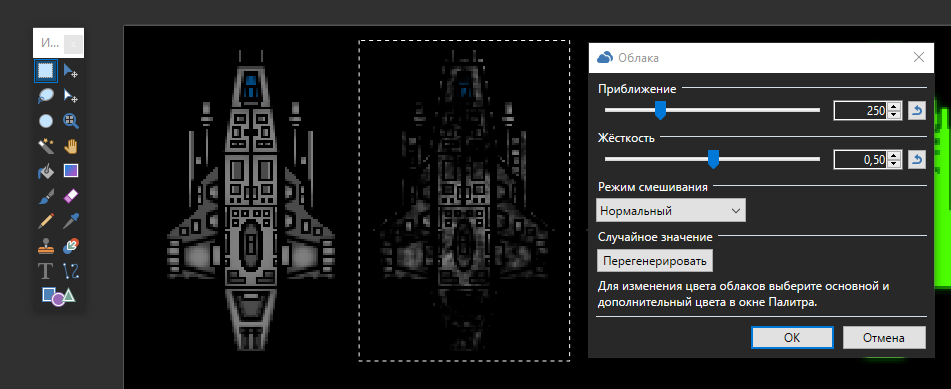 И...
Облака
Приближение
250
Жёсткость
0,50
Режим смешивания
Нормальный
Случайное значение
Перегенерировать
Для изменения цвета облаков выберите основной и
дополнительный цвета в окне Палитра.
ОК
Отмена